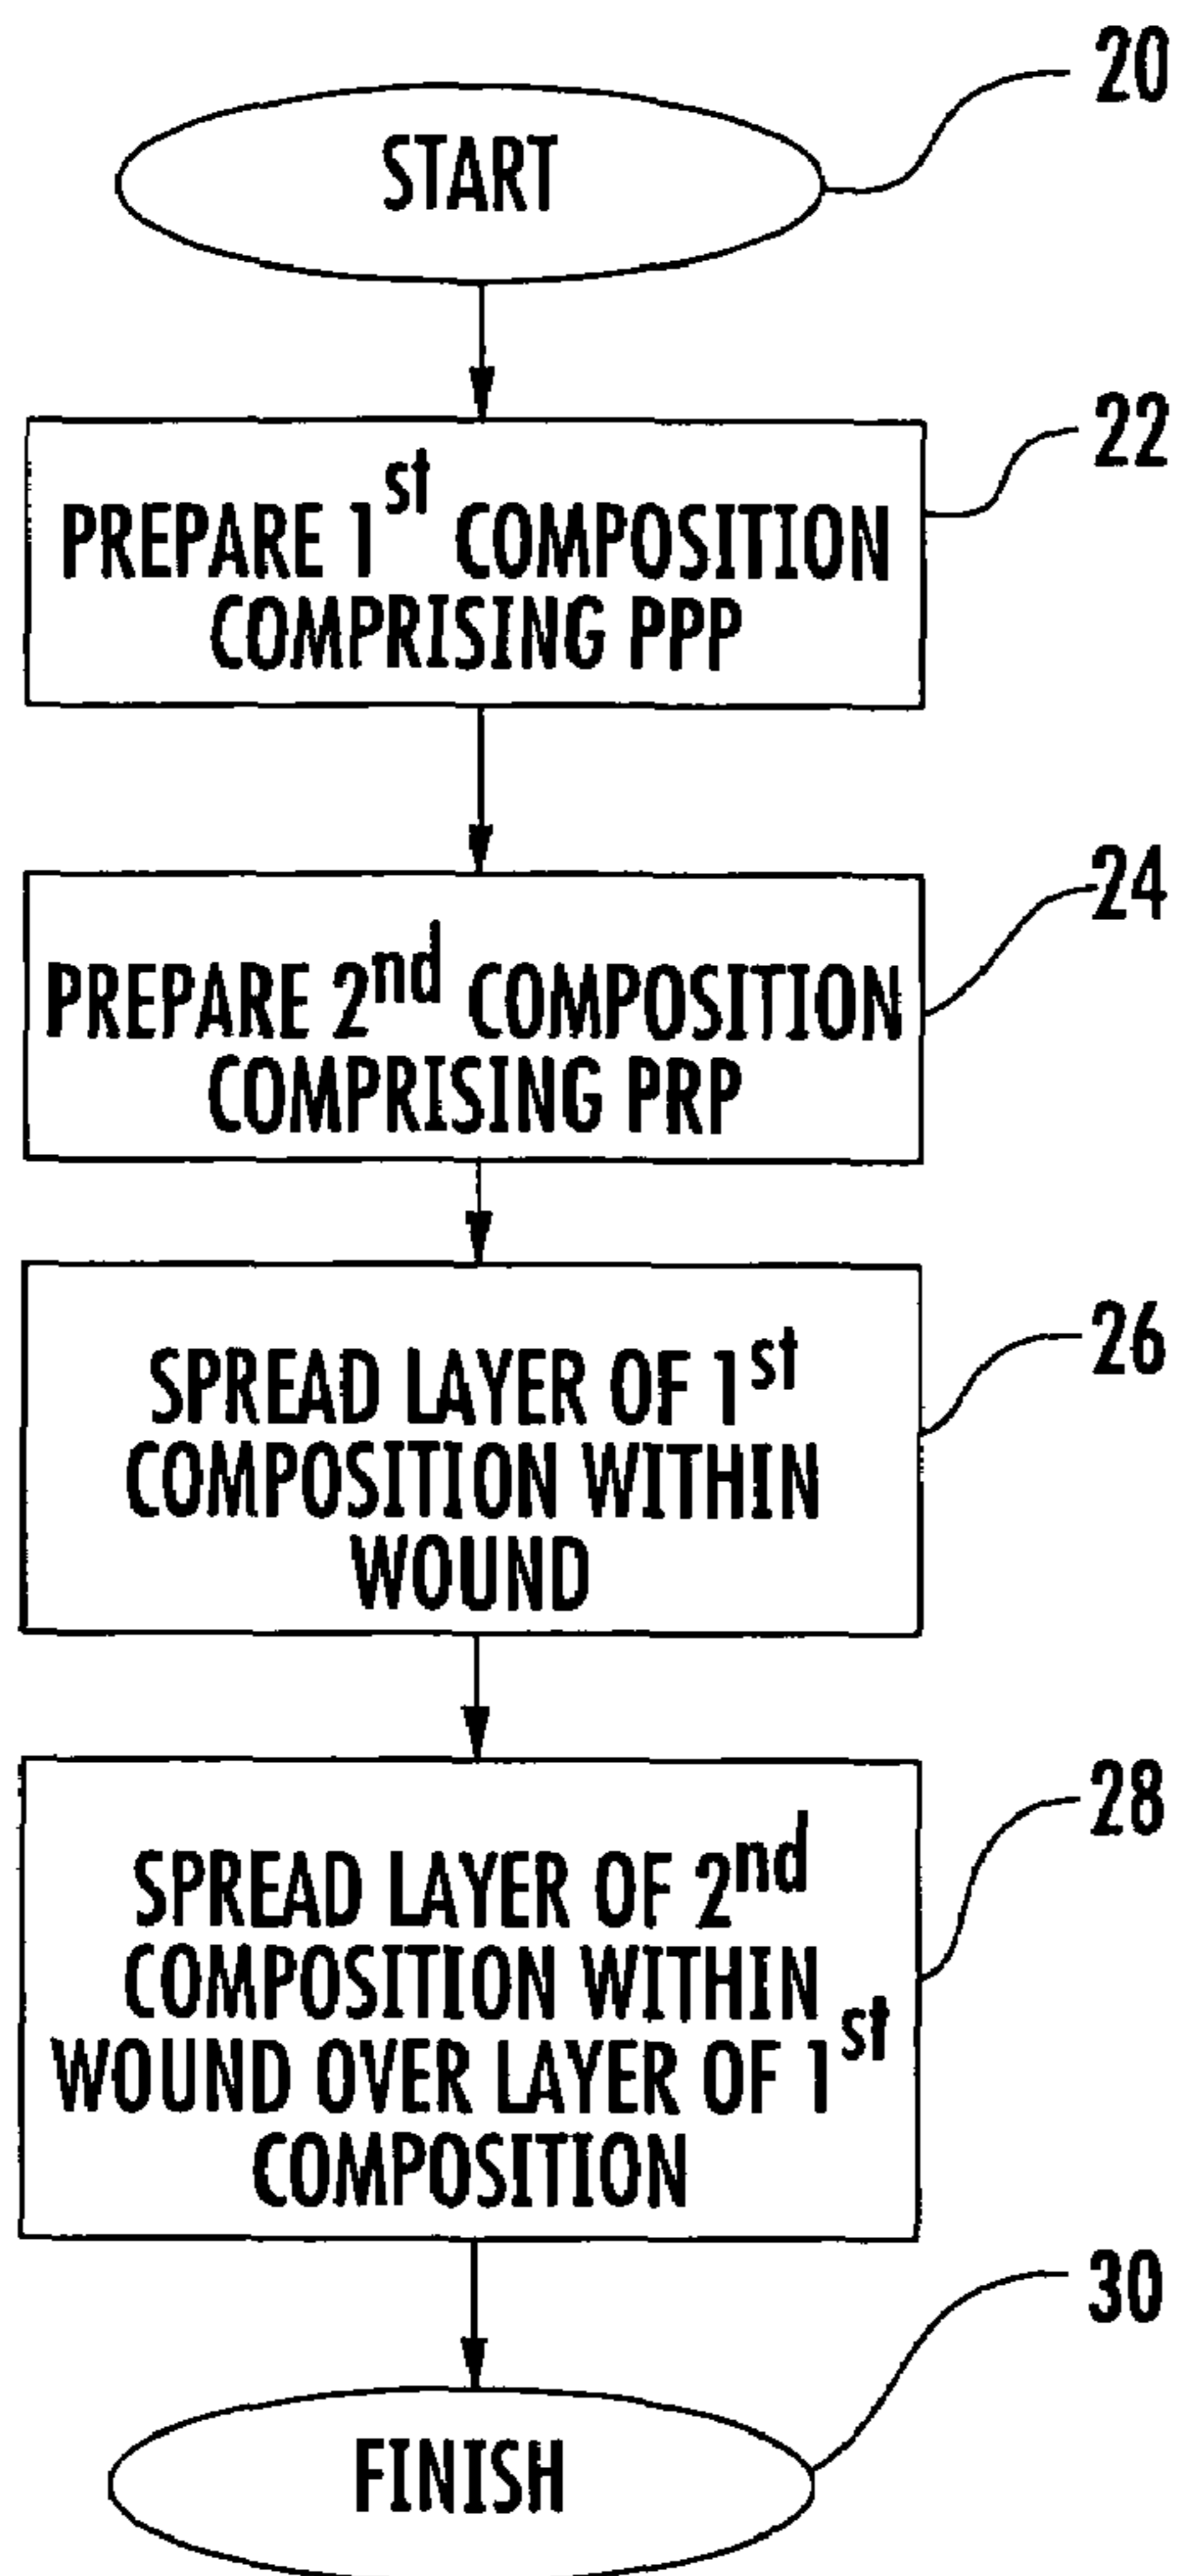 START
20
PREPARE 1st COMPOSITION
COMPRISING PPP
22
PREPARE 2nd COMPOSITION
COMPRISING PRP
24
SPREAD LAYER OF 1st
COMPOSITION WITHIN
WOUND
26
SPREAD LAYER OF 2nd
COMPOSITION WITHIN
WOUND OVER LAYER OF 1st
COMPOSITION
28
FINISH
30